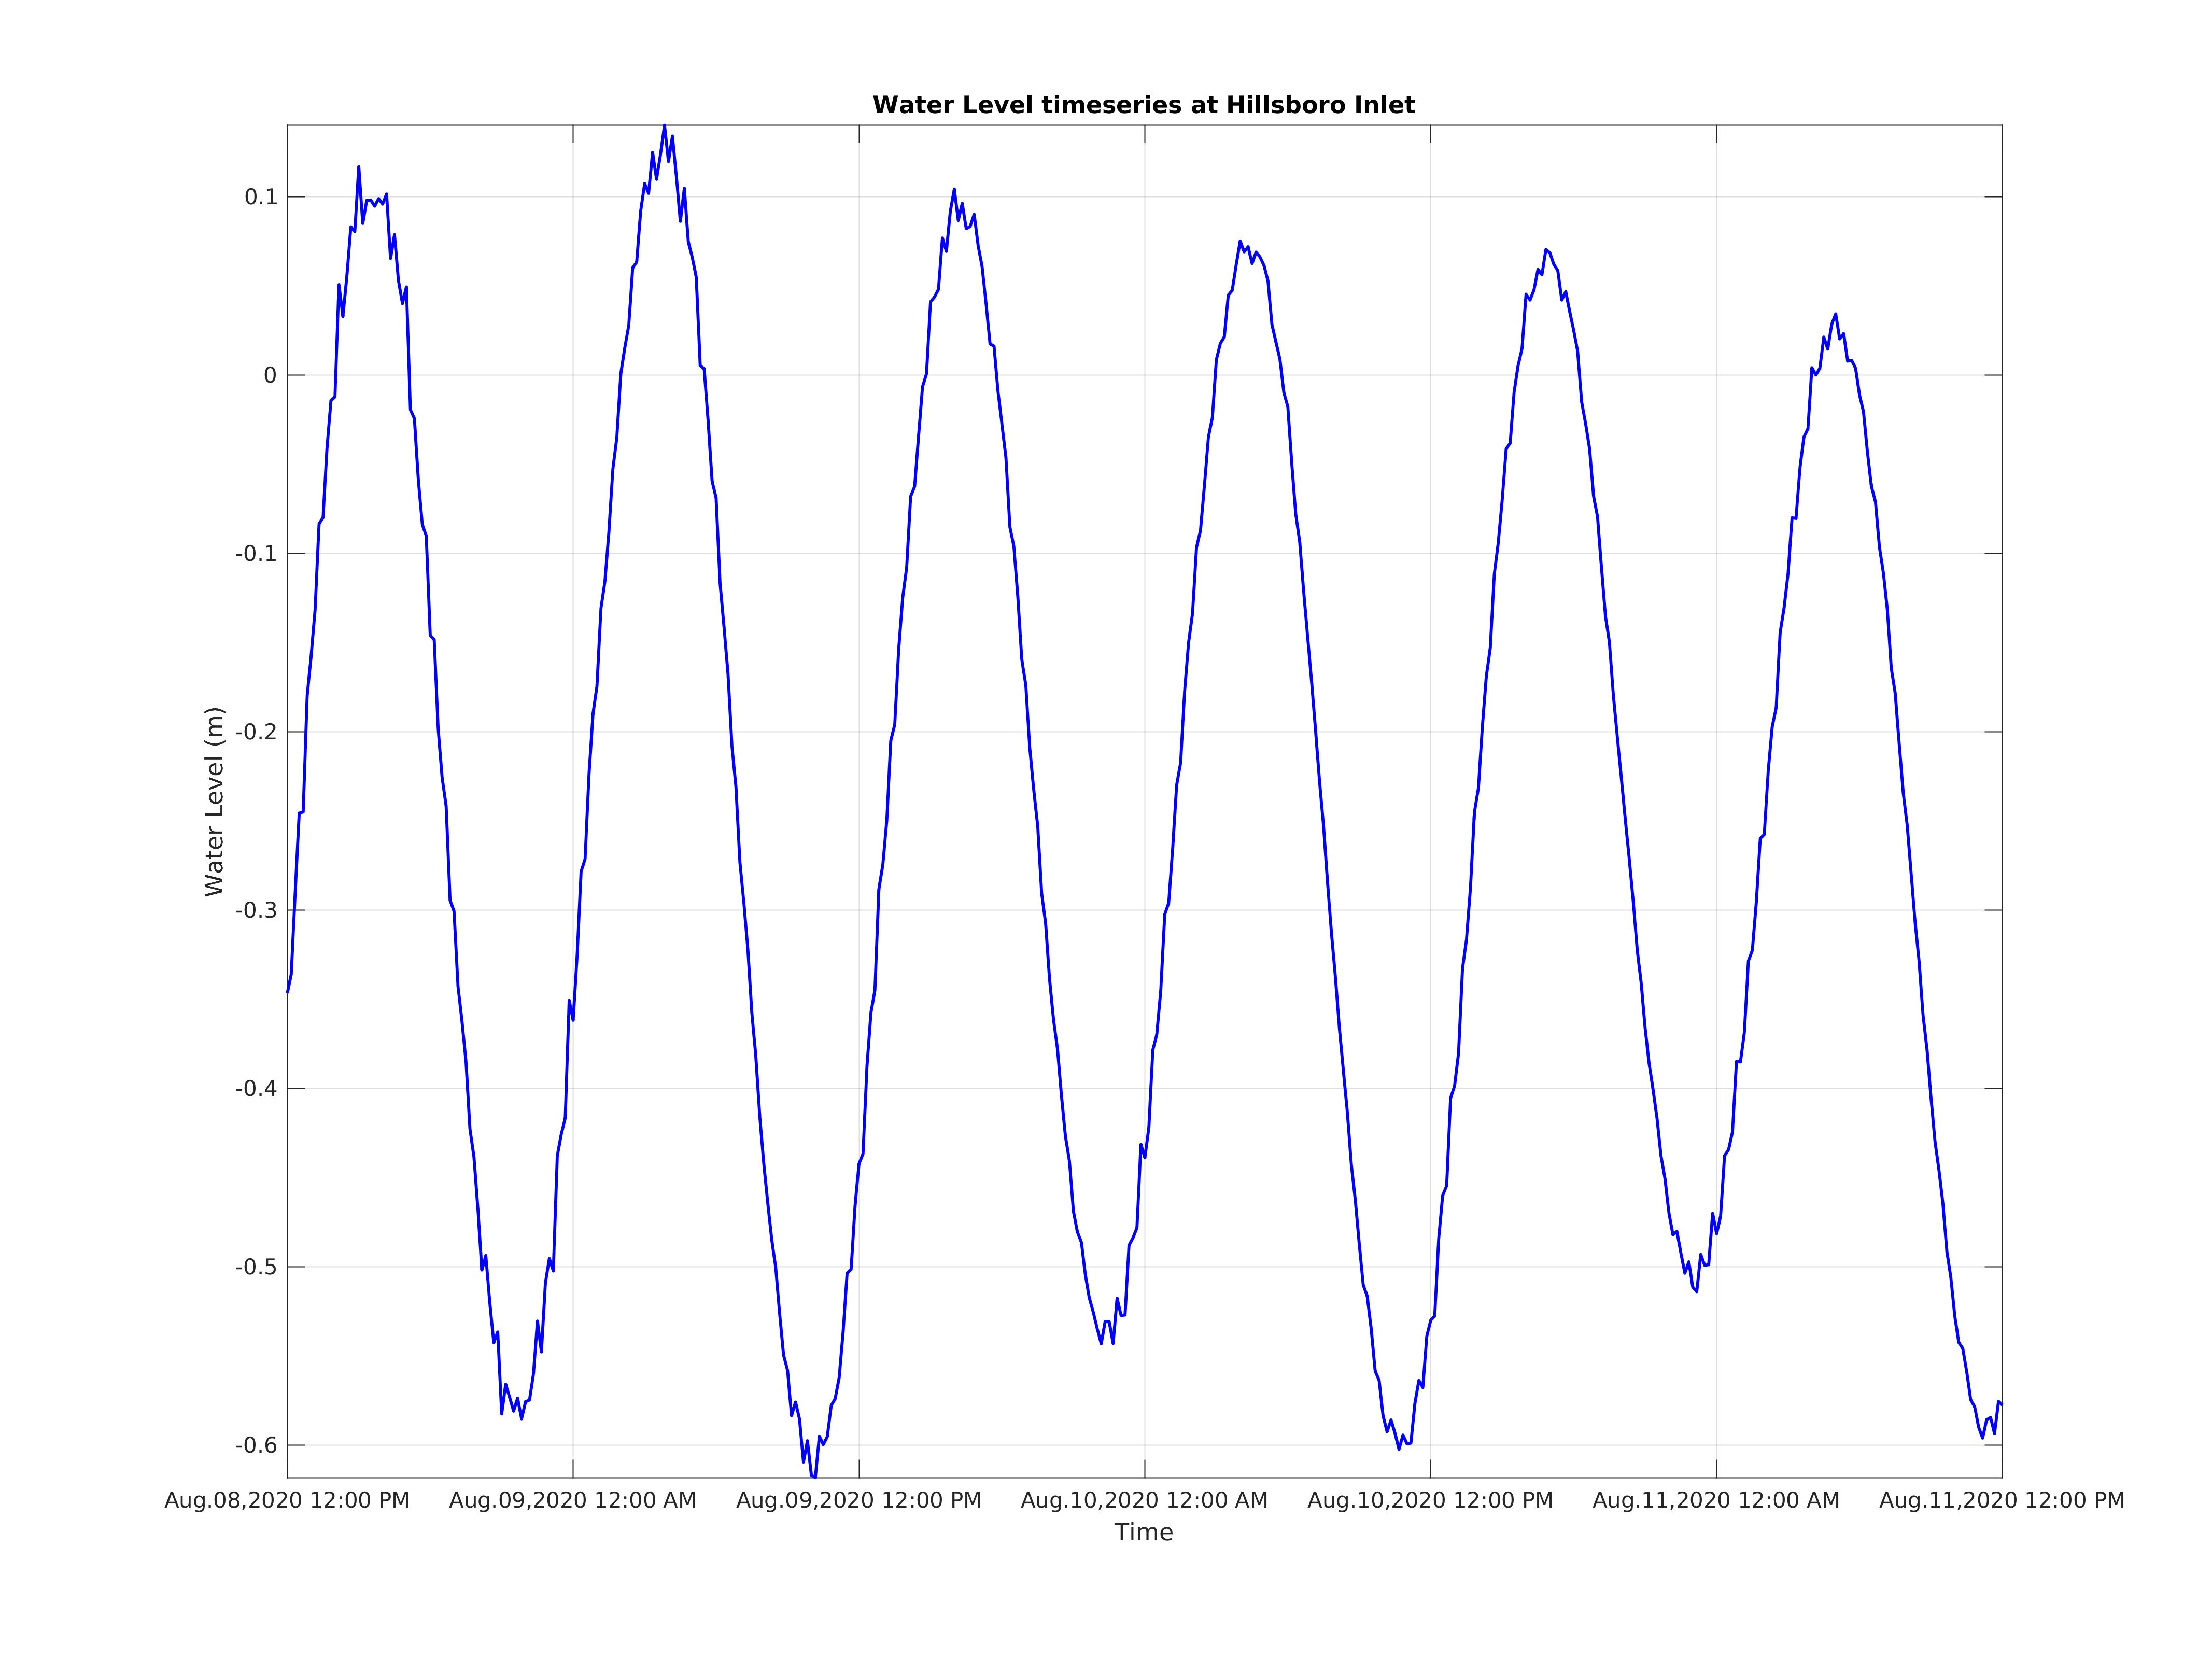 Water Level timeseries at Hillsboro Inlet
0.1
0
-0.1
-0.2
-0.3
-0.4
-0.5
-0.6
Water Level (m)
Aug.08,2020 12:00 PM
Aug.09,2020 12:00 AM
Aug.09,2020 12:00 PM
Aug.10,2020 12:00 AM
Aug.10,2020 12:00 PM
Aug.11,2020 12:00 AM
Aug.11,2020 12:00 PM
Time